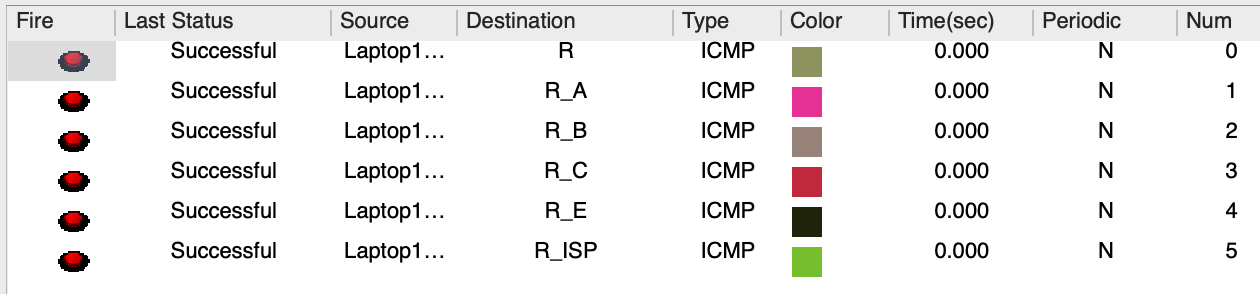 Fire Last Status Source Destination Type Color Time(sec) Periodic Num
Successful Laptop1... R ICMP 0.000 N 0
Successful Laptop1... R_A ICMP 0.000 N 1
Successful Laptop1... R_B ICMP 0.000 N 2
Successful Laptop1... R_C ICMP 0.000 N 3
Successful Laptop1... R_E ICMP 0.000 N 4
Successful Laptop1... R_ISP ICMP 0.000 N 5